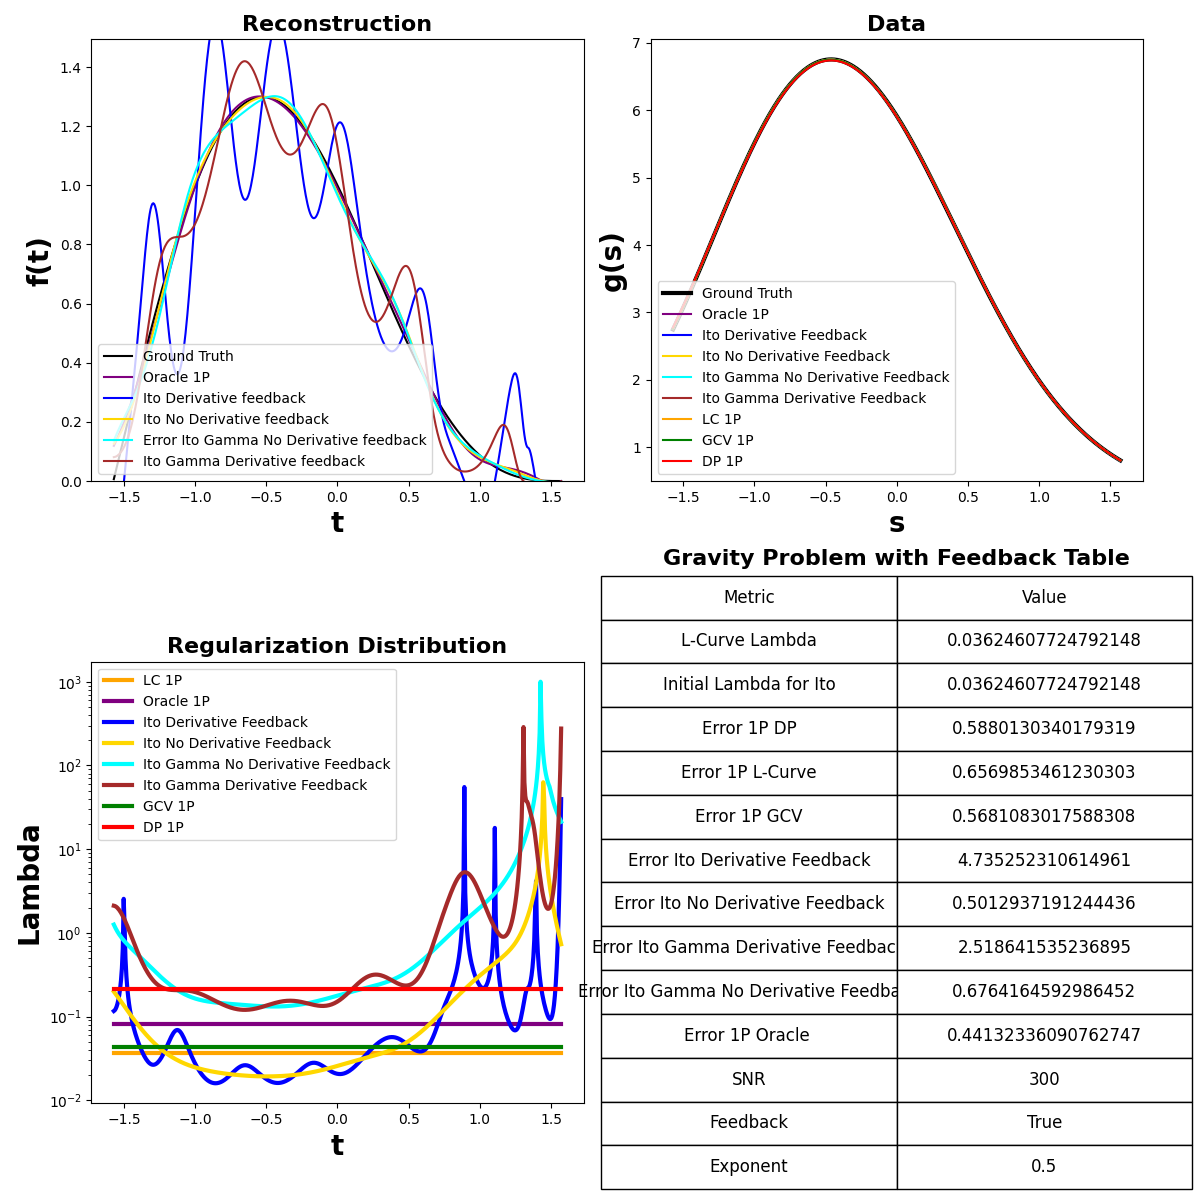 Reconstruction
f(t)
1.4
1.2
1.0
0.8
0.6
0.4
0.2
0.0
Ground Truth
Oracle 1P
Ito Derivative feedback
Ito No Derivative feedback
Error Ito Gamma No Derivative feedback
Ito Gamma Derivative feedback
−1.5 −1.0 −0.5 0.0 0.5 1.0 1.5
t
Data
g(s)
7
6
5
4
3
2
1
Ground Truth
Oracle 1P
Ito Derivative Feedback
Ito No Derivative Feedback
Ito Gamma No Derivative Feedback
Ito Gamma Derivative Feedback
LC 1P
GCV 1P
DP 1P
−1.5 −1.0 −0.5 0.0 0.5 1.0 1.5
s
Regularization Distribution
Lambda
10³
10²
10¹
10⁰
10⁻¹
10⁻²
LC 1P
Oracle 1P
Ito Derivative Feedback
Ito No Derivative Feedback
Ito Gamma No Derivative Feedback
Ito Gamma Derivative Feedback
GCV 1P
DP 1P
−1.5 −1.0 −0.5 0.0 0.5 1.0 1.5
t
Gravity Problem with Feedback Table
Metric Value
L-Curve Lambda 0.03624607724792148
Initial Lambda for Ito 0.03624607724792148
Error 1P DP 0.5880130340179319
Error 1P L-Curve 0.6569853461230303
Error 1P GCV 0.5681083017588308
Error Ito Derivative Feedback 4.735252310614961
Error Ito No Derivative Feedback 0.5012937191244436
Error Ito Gamma Derivative Feedbac 2.518641535236895
Error Ito Gamma No Derivative Feedba 0.6764164592986452
Error 1P Oracle 0.44132336090762747
SNR 300
Feedback True
Exponent 0.5